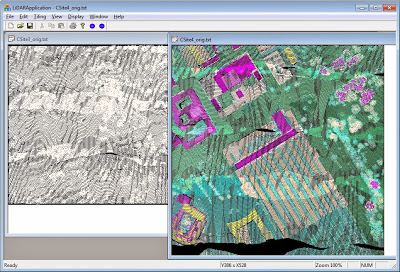 LiDARApplication - CSite4_orig.txt
File Edit Tiling View Display Window Help
CSite4_orig.txt
CSite4_orig.txt
Ready Y386 x X528 Zoom 100% NUM